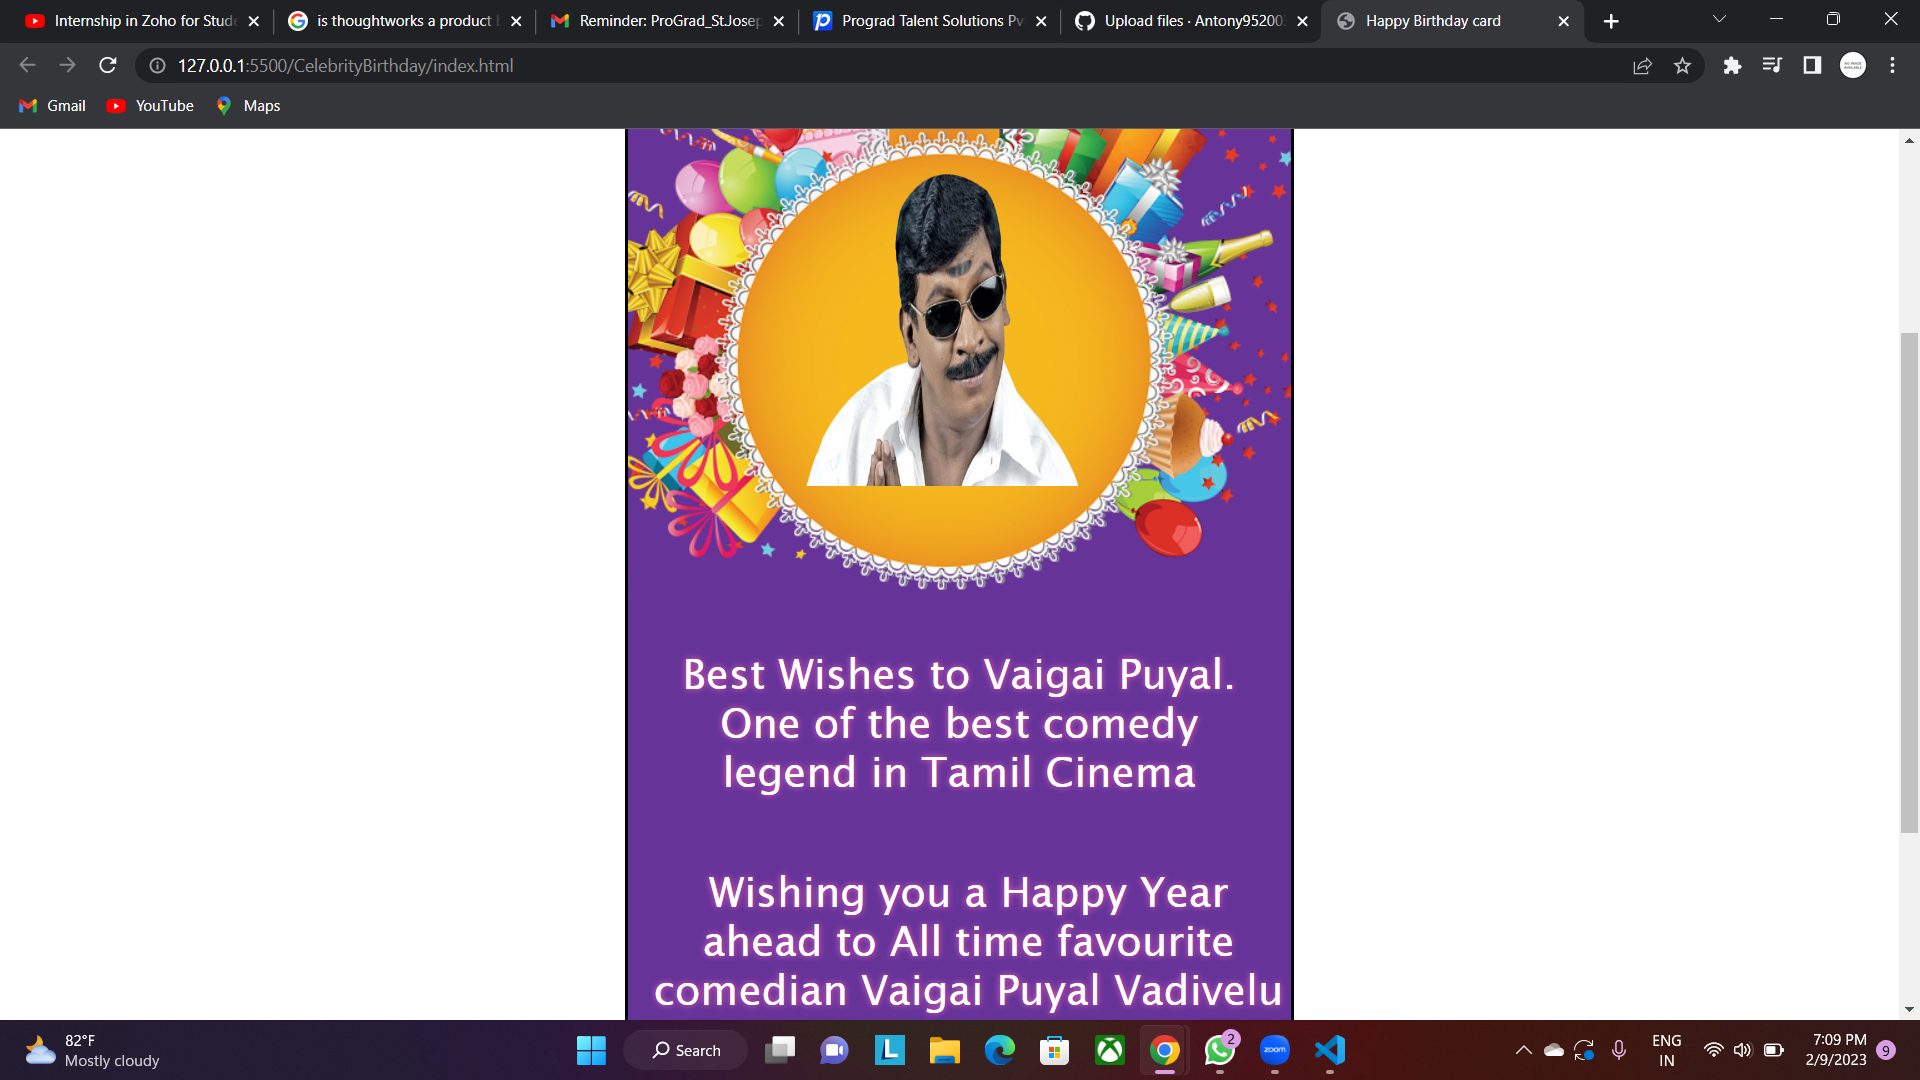 Internship in Zoho for Stude
is thoughtworks a product b
Reminder: ProGrad_StJosep
Prograd Talent Solutions Pv
Upload files · Antony95200
Happy Birthday card
127.0.0.1:5500/CelebrityBirthday/index.html
Gmail
YouTube
Maps
Best Wishes to Vaigai Puyal.
One of the best comedy
legend in Tamil Cinema
Wishing you a Happy Year
ahead to All time favourite
comedian Vaigai Puyal Vadivelu
82°F
Mostly cloudy
Search
L
2
zoom
ENG
IN
7:09 PM
2/9/2023
9